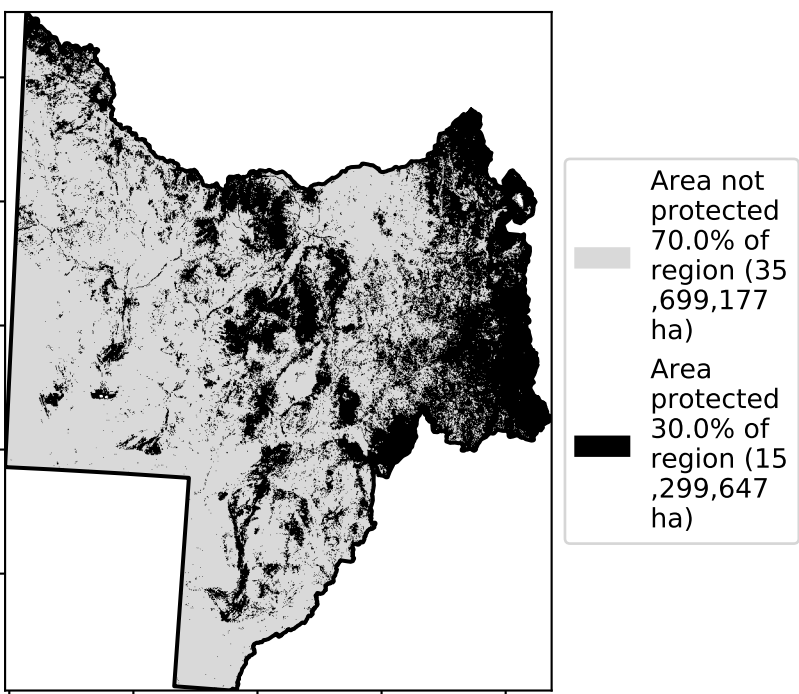 Area not
protected
70.0% of
region (35
,699,177
ha)
Area
protected
30.0% of
region (15
,299,647
ha)